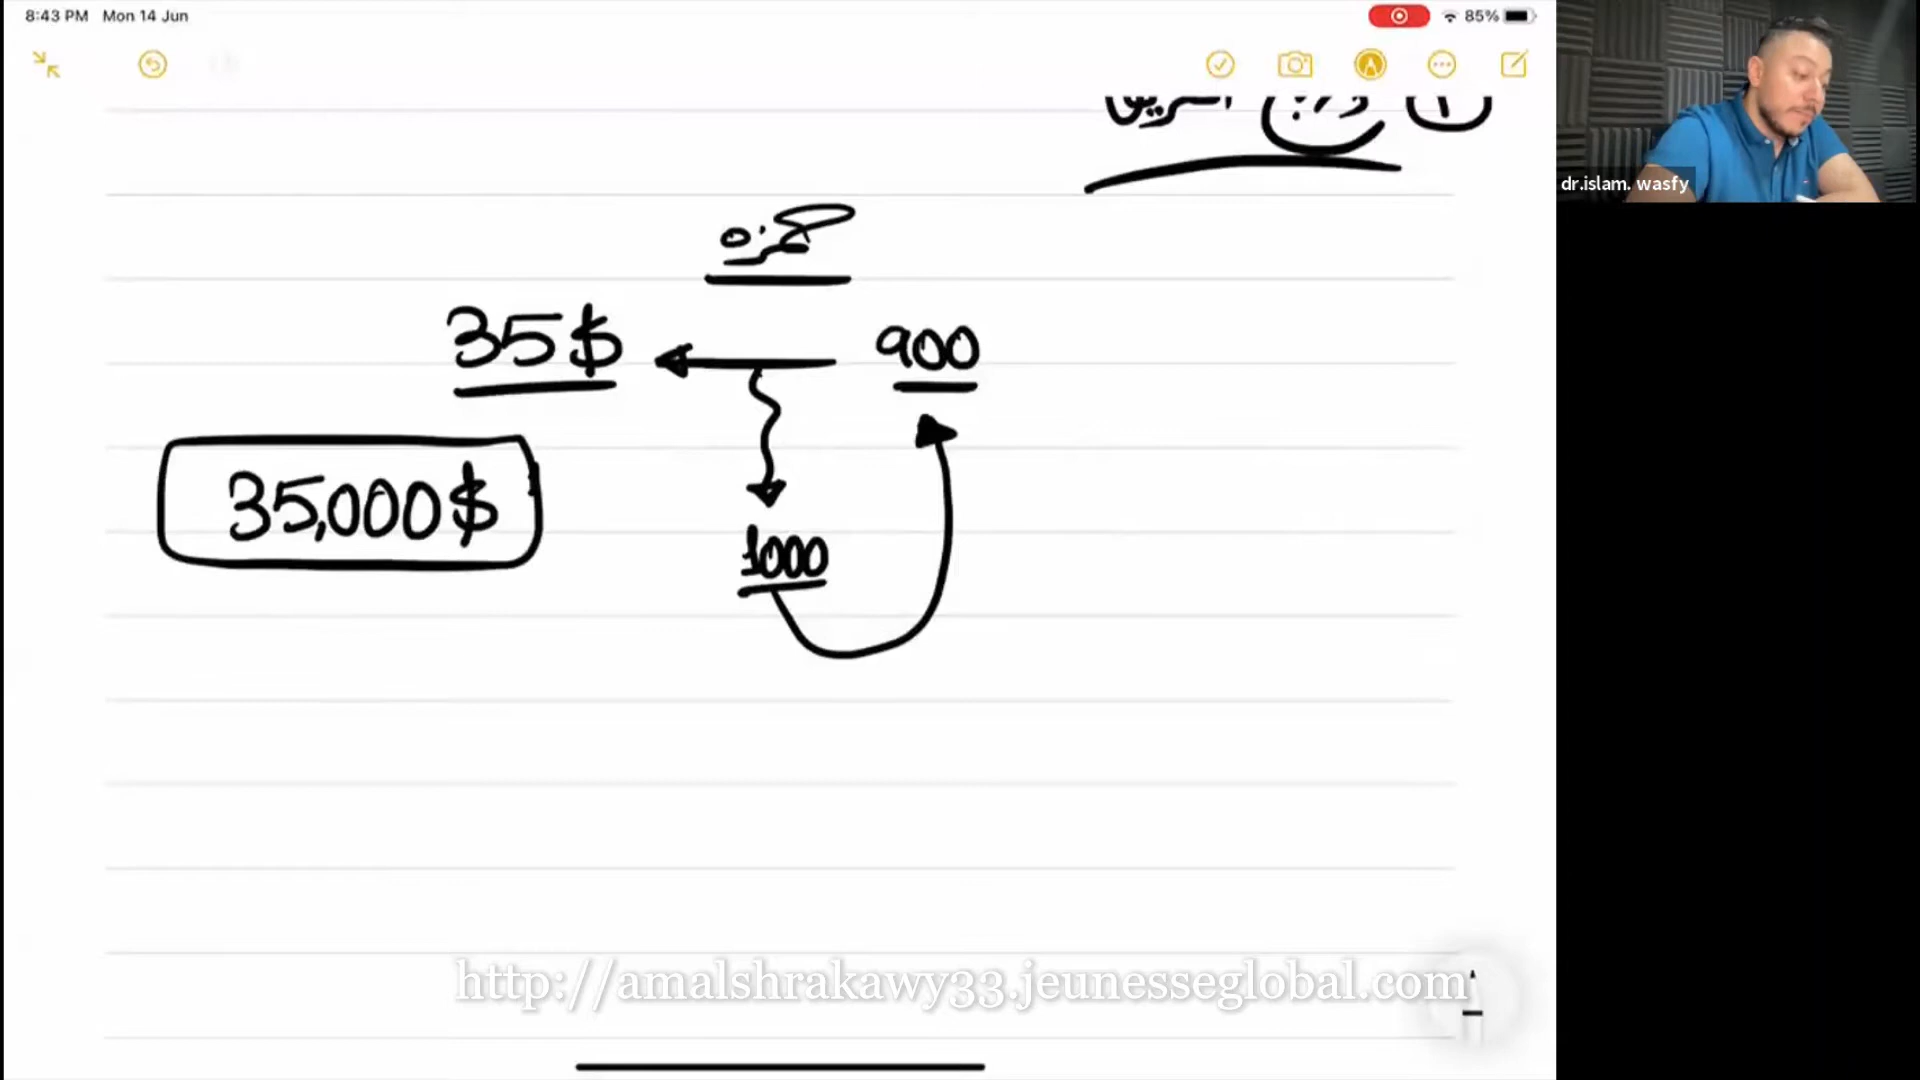 8:43 PM Mon 14 Jun
85%
dr.islam. wasfy
35$
900
35,000$
1000
http://amalshrakawy33.jeunesseglobal.com